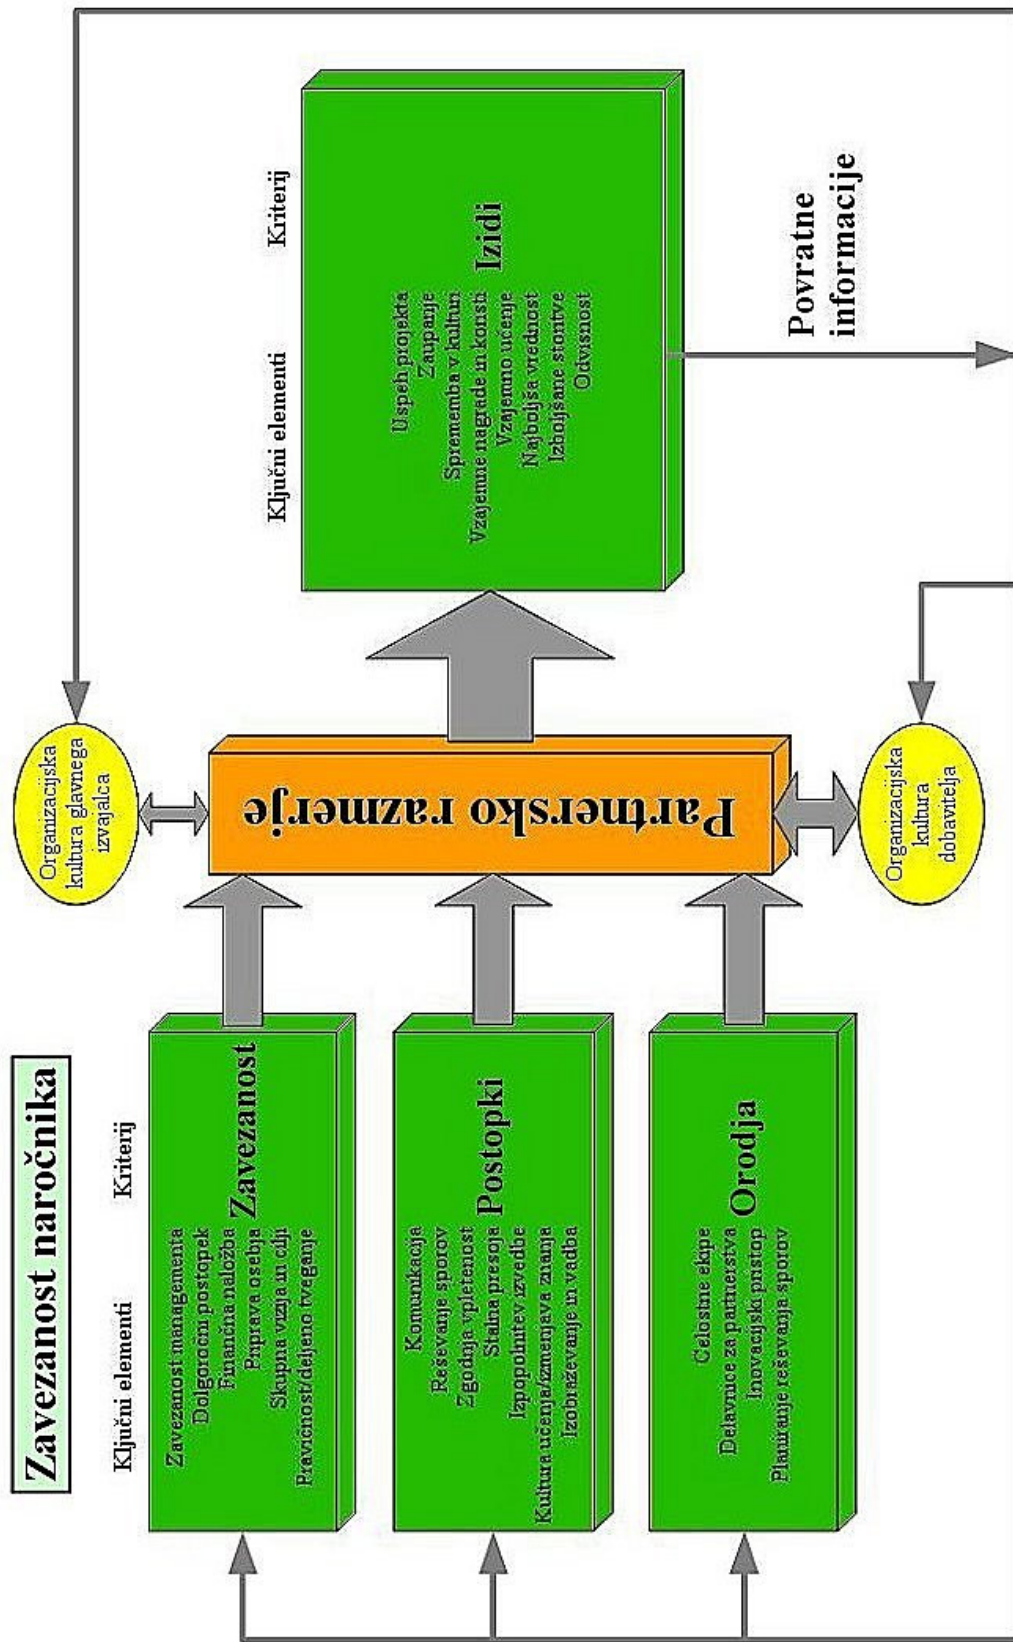 Zavezanost naročnika
Ključni elementi
Kriterij
Zavezanost managementa
Dolgoročni postopek
Finančna naložba
Priprava osebja
Skupna vizija in cilji
Pravičnost/deljeno tveganje
Zavezanost
Komunikacija
Reševanje sporov
Zgodnja vpletenost
Stalna presoja
Izpopolnitev izvedbe
Kultura učenja/izmenjava znanja
Izobraževanje in vadba
Postopki
Celostne ekipe
Delavnice za partnerstva
Inovacijski pristop
Planiranje reševanja sporov
Orodja
Organizacijska
kultura glavnega
izvajalca
Partnersko razmerje
Organizacijska
kultura
dobavitelja
Ključni elementi
Kriterij
Uspeh projekta
Zaupanje
Sprememba v kulturi
Vzajemne nagrade in koristi
Vzajemno učenje
Najboljša vrednost
Izboljšane storitve
Odvisnost
Izidi
Povratne
informacije